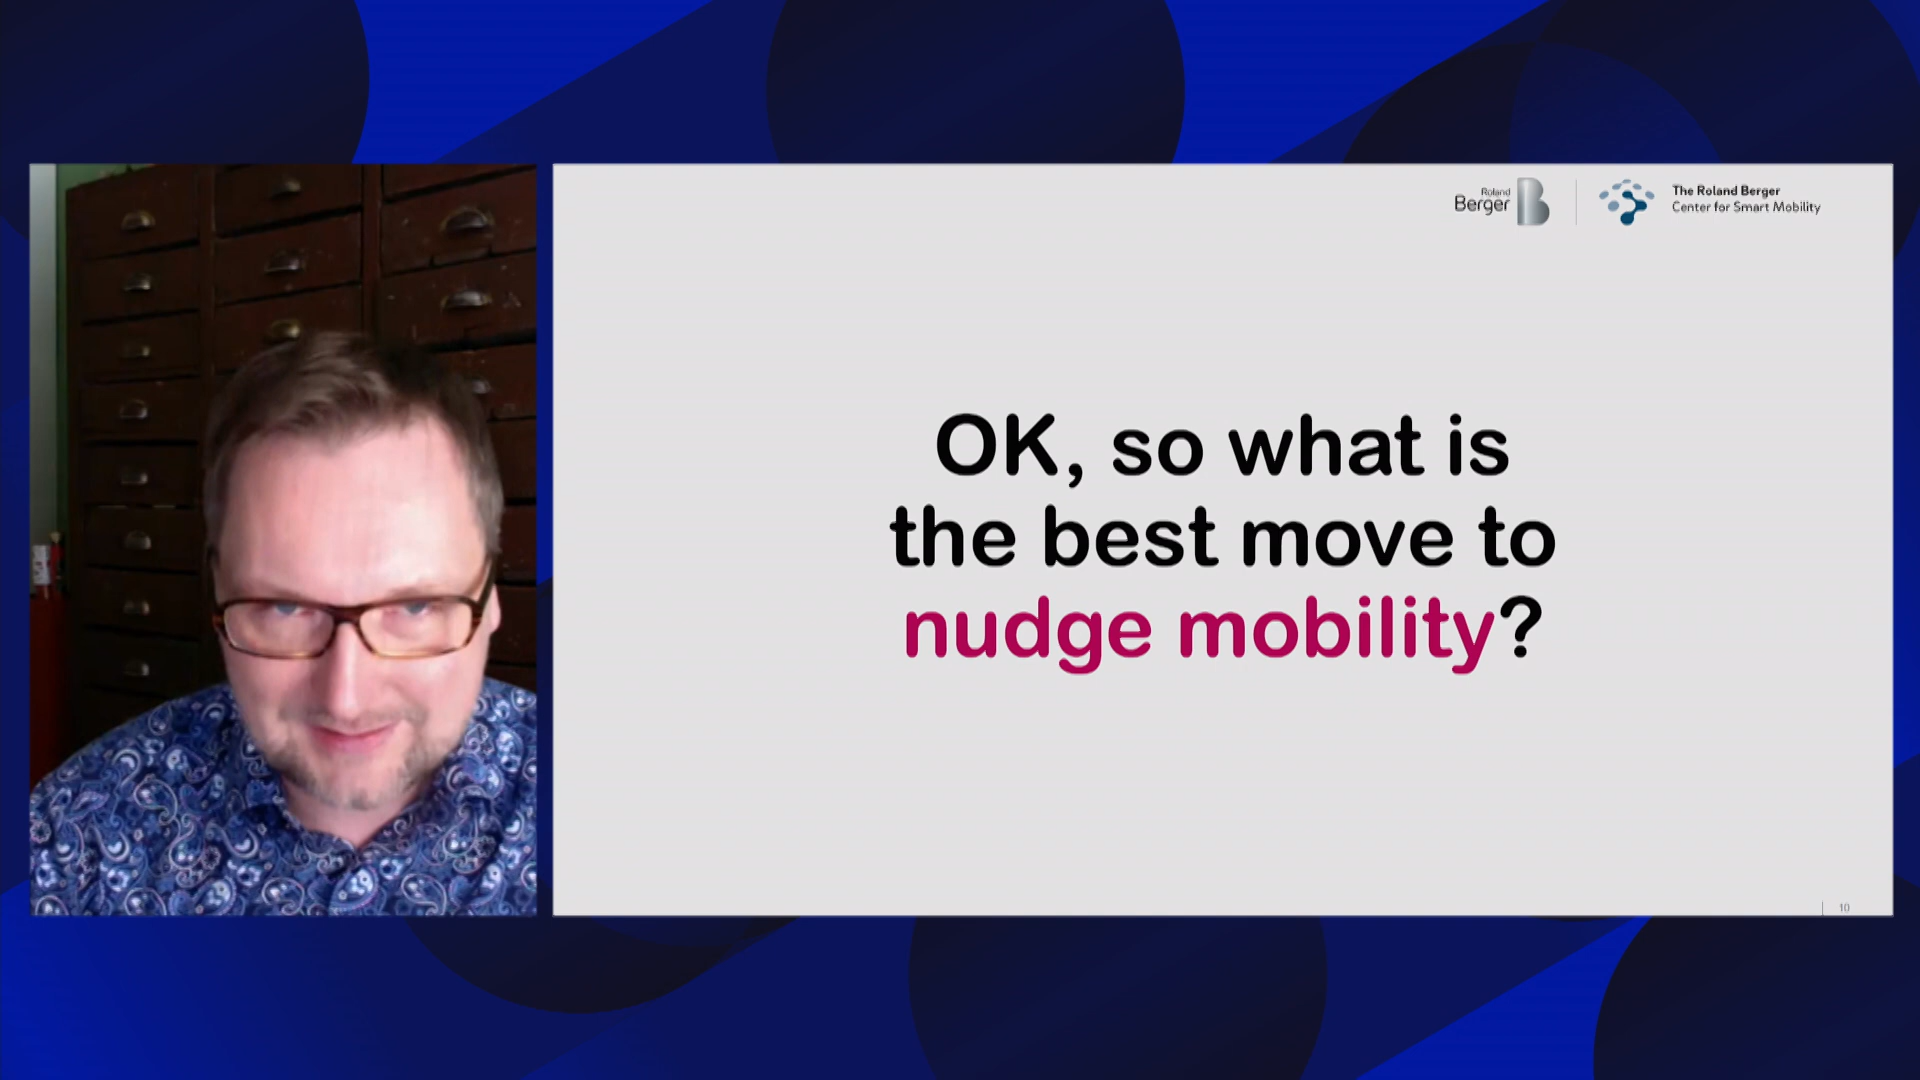 Roland
Berger
The Roland Berger
Center for Smart Mobility
OK, so what is
the best move to
nudge mobility?
10